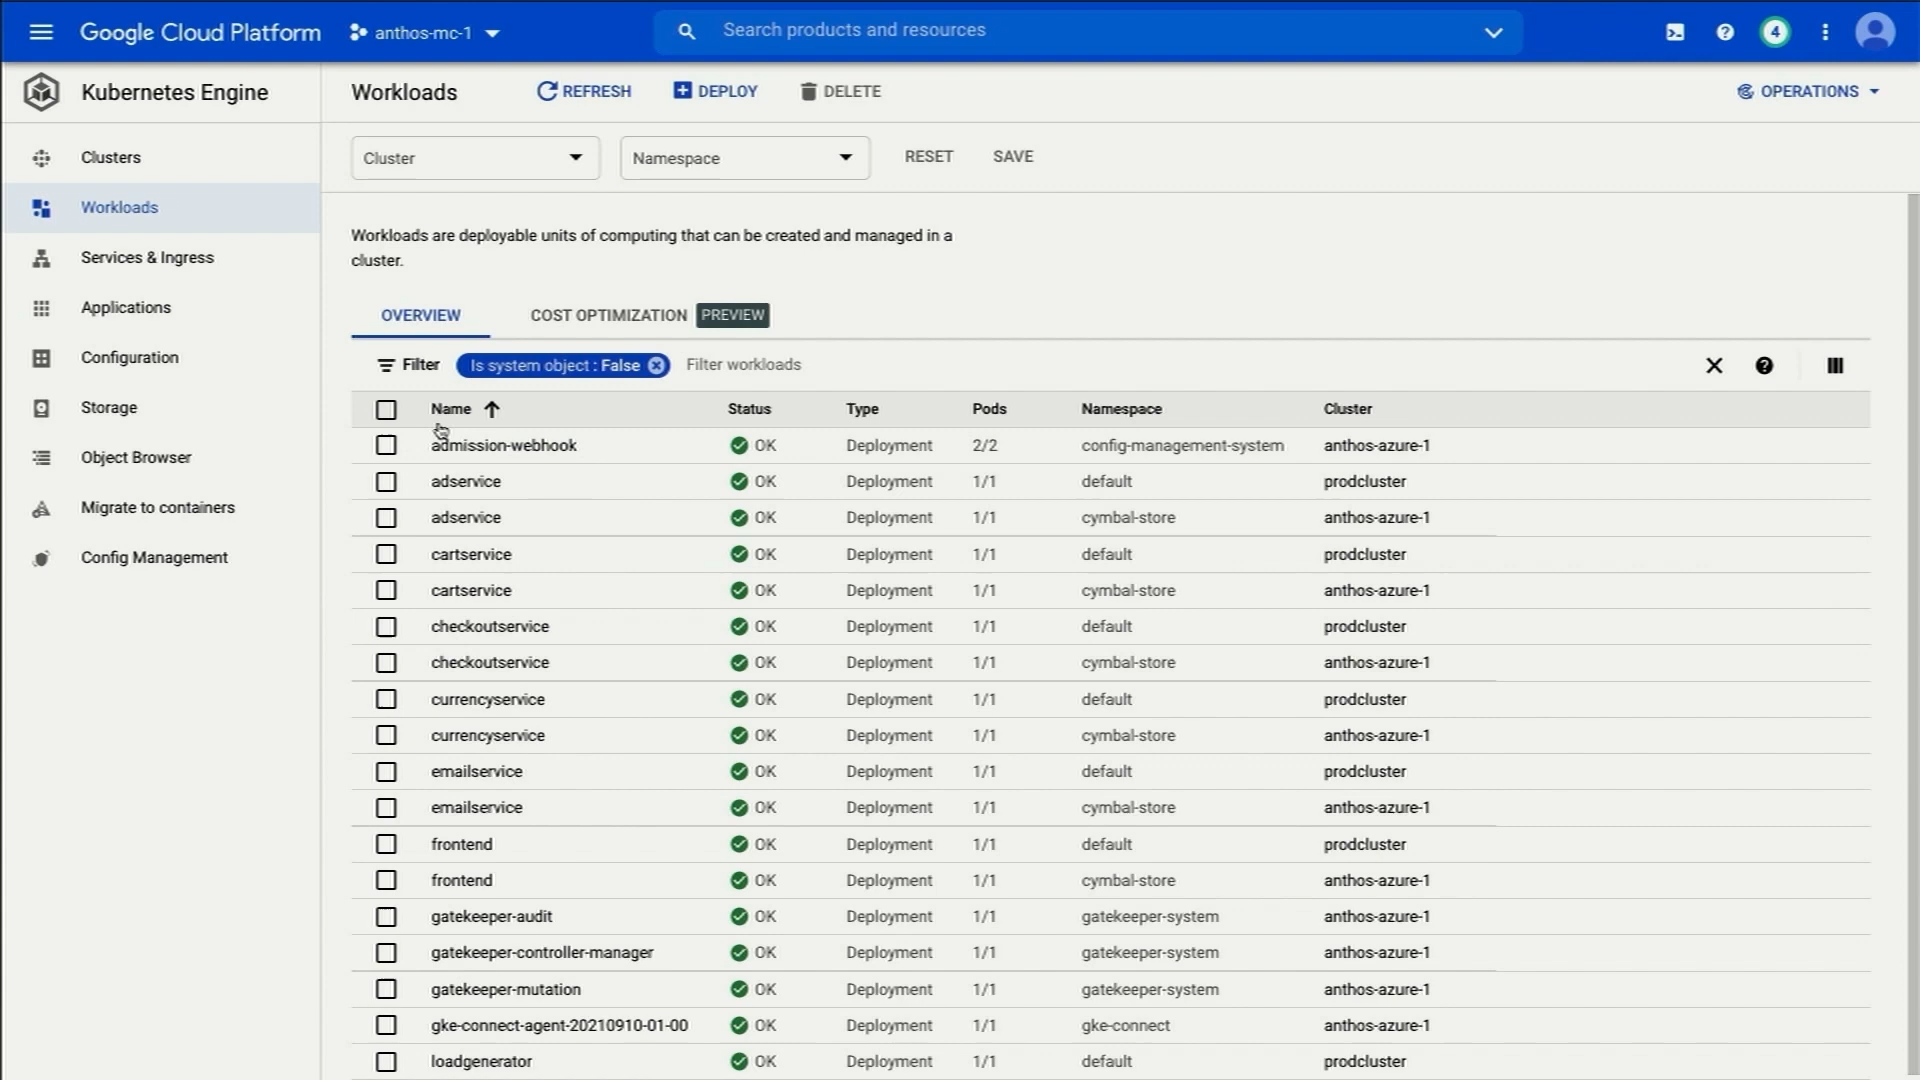 Google Cloud Platform
anthos-mc-1
Search products and resources
4
Kubernetes Engine
Workloads
REFRESH
DEPLOY
DELETE
OPERATIONS
Clusters
Workloads
Services & Ingress
Applications
Configuration
Storage
Object Browser
Migrate to containers
Config Management
Cluster
Namespace
RESET
SAVE
Workloads are deployable units of computing that can be created and managed in a
cluster.
OVERVIEW
COST OPTIMIZATION PREVIEW
Filter Is system object : False Filter workloads
Name Status Type Pods Namespace Cluster
admission-webhook OK Deployment 2/2 config-management-system anthos-azure-1
adservice OK Deployment 1/1 default prodcluster
adservice OK Deployment 1/1 cymbal-store anthos-azure-1
cartservice OK Deployment 1/1 default prodcluster
cartservice OK Deployment 1/1 cymbal-store anthos-azure-1
checkoutservice OK Deployment 1/1 default prodcluster
checkoutservice OK Deployment 1/1 cymbal-store anthos-azure-1
currencyservice OK Deployment 1/1 default prodcluster
currencyservice OK Deployment 1/1 cymbal-store anthos-azure-1
emailservice OK Deployment 1/1 default prodcluster
emailservice OK Deployment 1/1 cymbal-store anthos-azure-1
frontend OK Deployment 1/1 default prodcluster
frontend OK Deployment 1/1 cymbal-store anthos-azure-1
gatekeeper-audit OK Deployment 1/1 gatekeeper-system anthos-azure-1
gatekeeper-controller-manager OK Deployment 1/1 gatekeeper-system anthos-azure-1
gatekeeper-mutation OK Deployment 1/1 gatekeeper-system anthos-azure-1
gke-connect-agent-20210910-01-00 OK Deployment 1/1 gke-connect anthos-azure-1
loadgenerator OK Deployment 1/1 default prodcluster